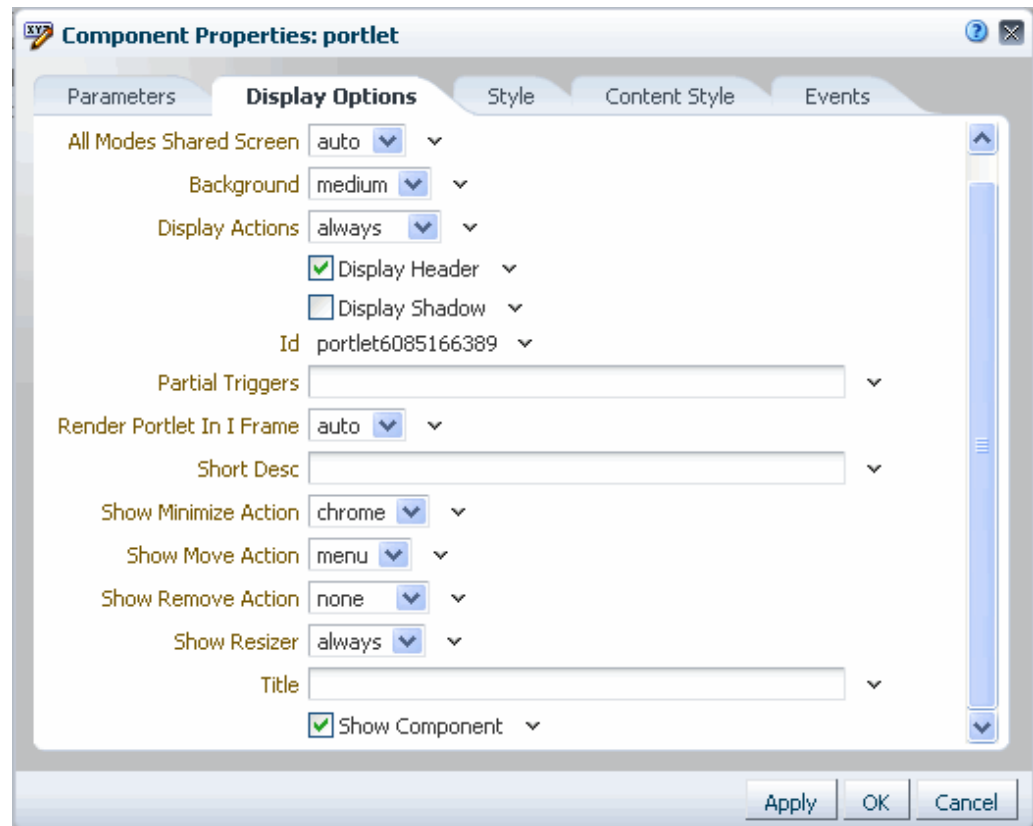 Component Properties: portlet
Parameters Display Options Style Content Style Events
All Modes Shared Screen auto
Background medium
Display Actions always
Display Header
Display Shadow
Id portlet6085166389
Partial Triggers
Render Portlet In I Frame auto
Short Desc
Show Minimize Action chrome
Show Move Action menu
Show Remove Action none
Show Resizer always
Title
Show Component
Apply OK Cancel